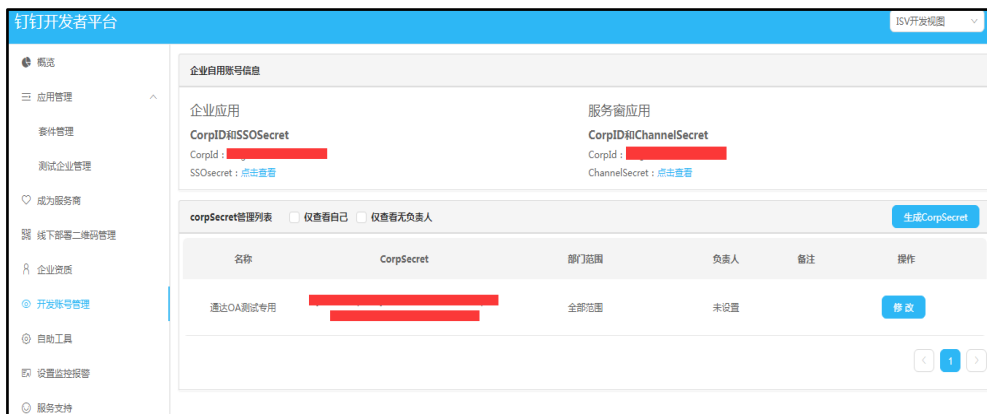 钉钉开发者平台
ISV开发视图
概览
应用管理
套件管理
测试企业管理
成为服务商
线下部署二维码管理
企业资质
开发账号管理
自助工具
设置监控报警
服务支持
企业自用账号信息
企业应用
CorpID和SSOSecret
CorpId：
SSOsecret：点击查看
服务窗应用
CorpID和ChannelSecret
CorpId：
ChannelSecret：点击查看
corpSecret管理列表 仅查看自己 仅查看无负责人 生成CorpSecret
名称 CorpSecret 部门范围 负责人 备注 操作
通达OA测试专用 全部范围 未设置 修改
1